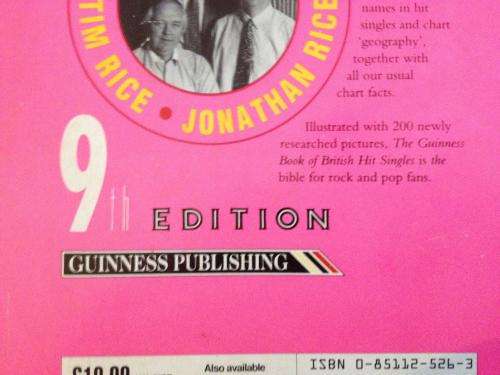 names in hit
singles and chart
'geography',
together with
all our usual
chart facts.
TIM RICE • JONATHAN RICE
Illustrated with 200 newly
researched pictures, The Guinness
Book of British Hit Singles is the
bible for rock and pop fans.
9th EDITION
GUINNESS PUBLISHING
Also available
ISBN 0-85112-526-3